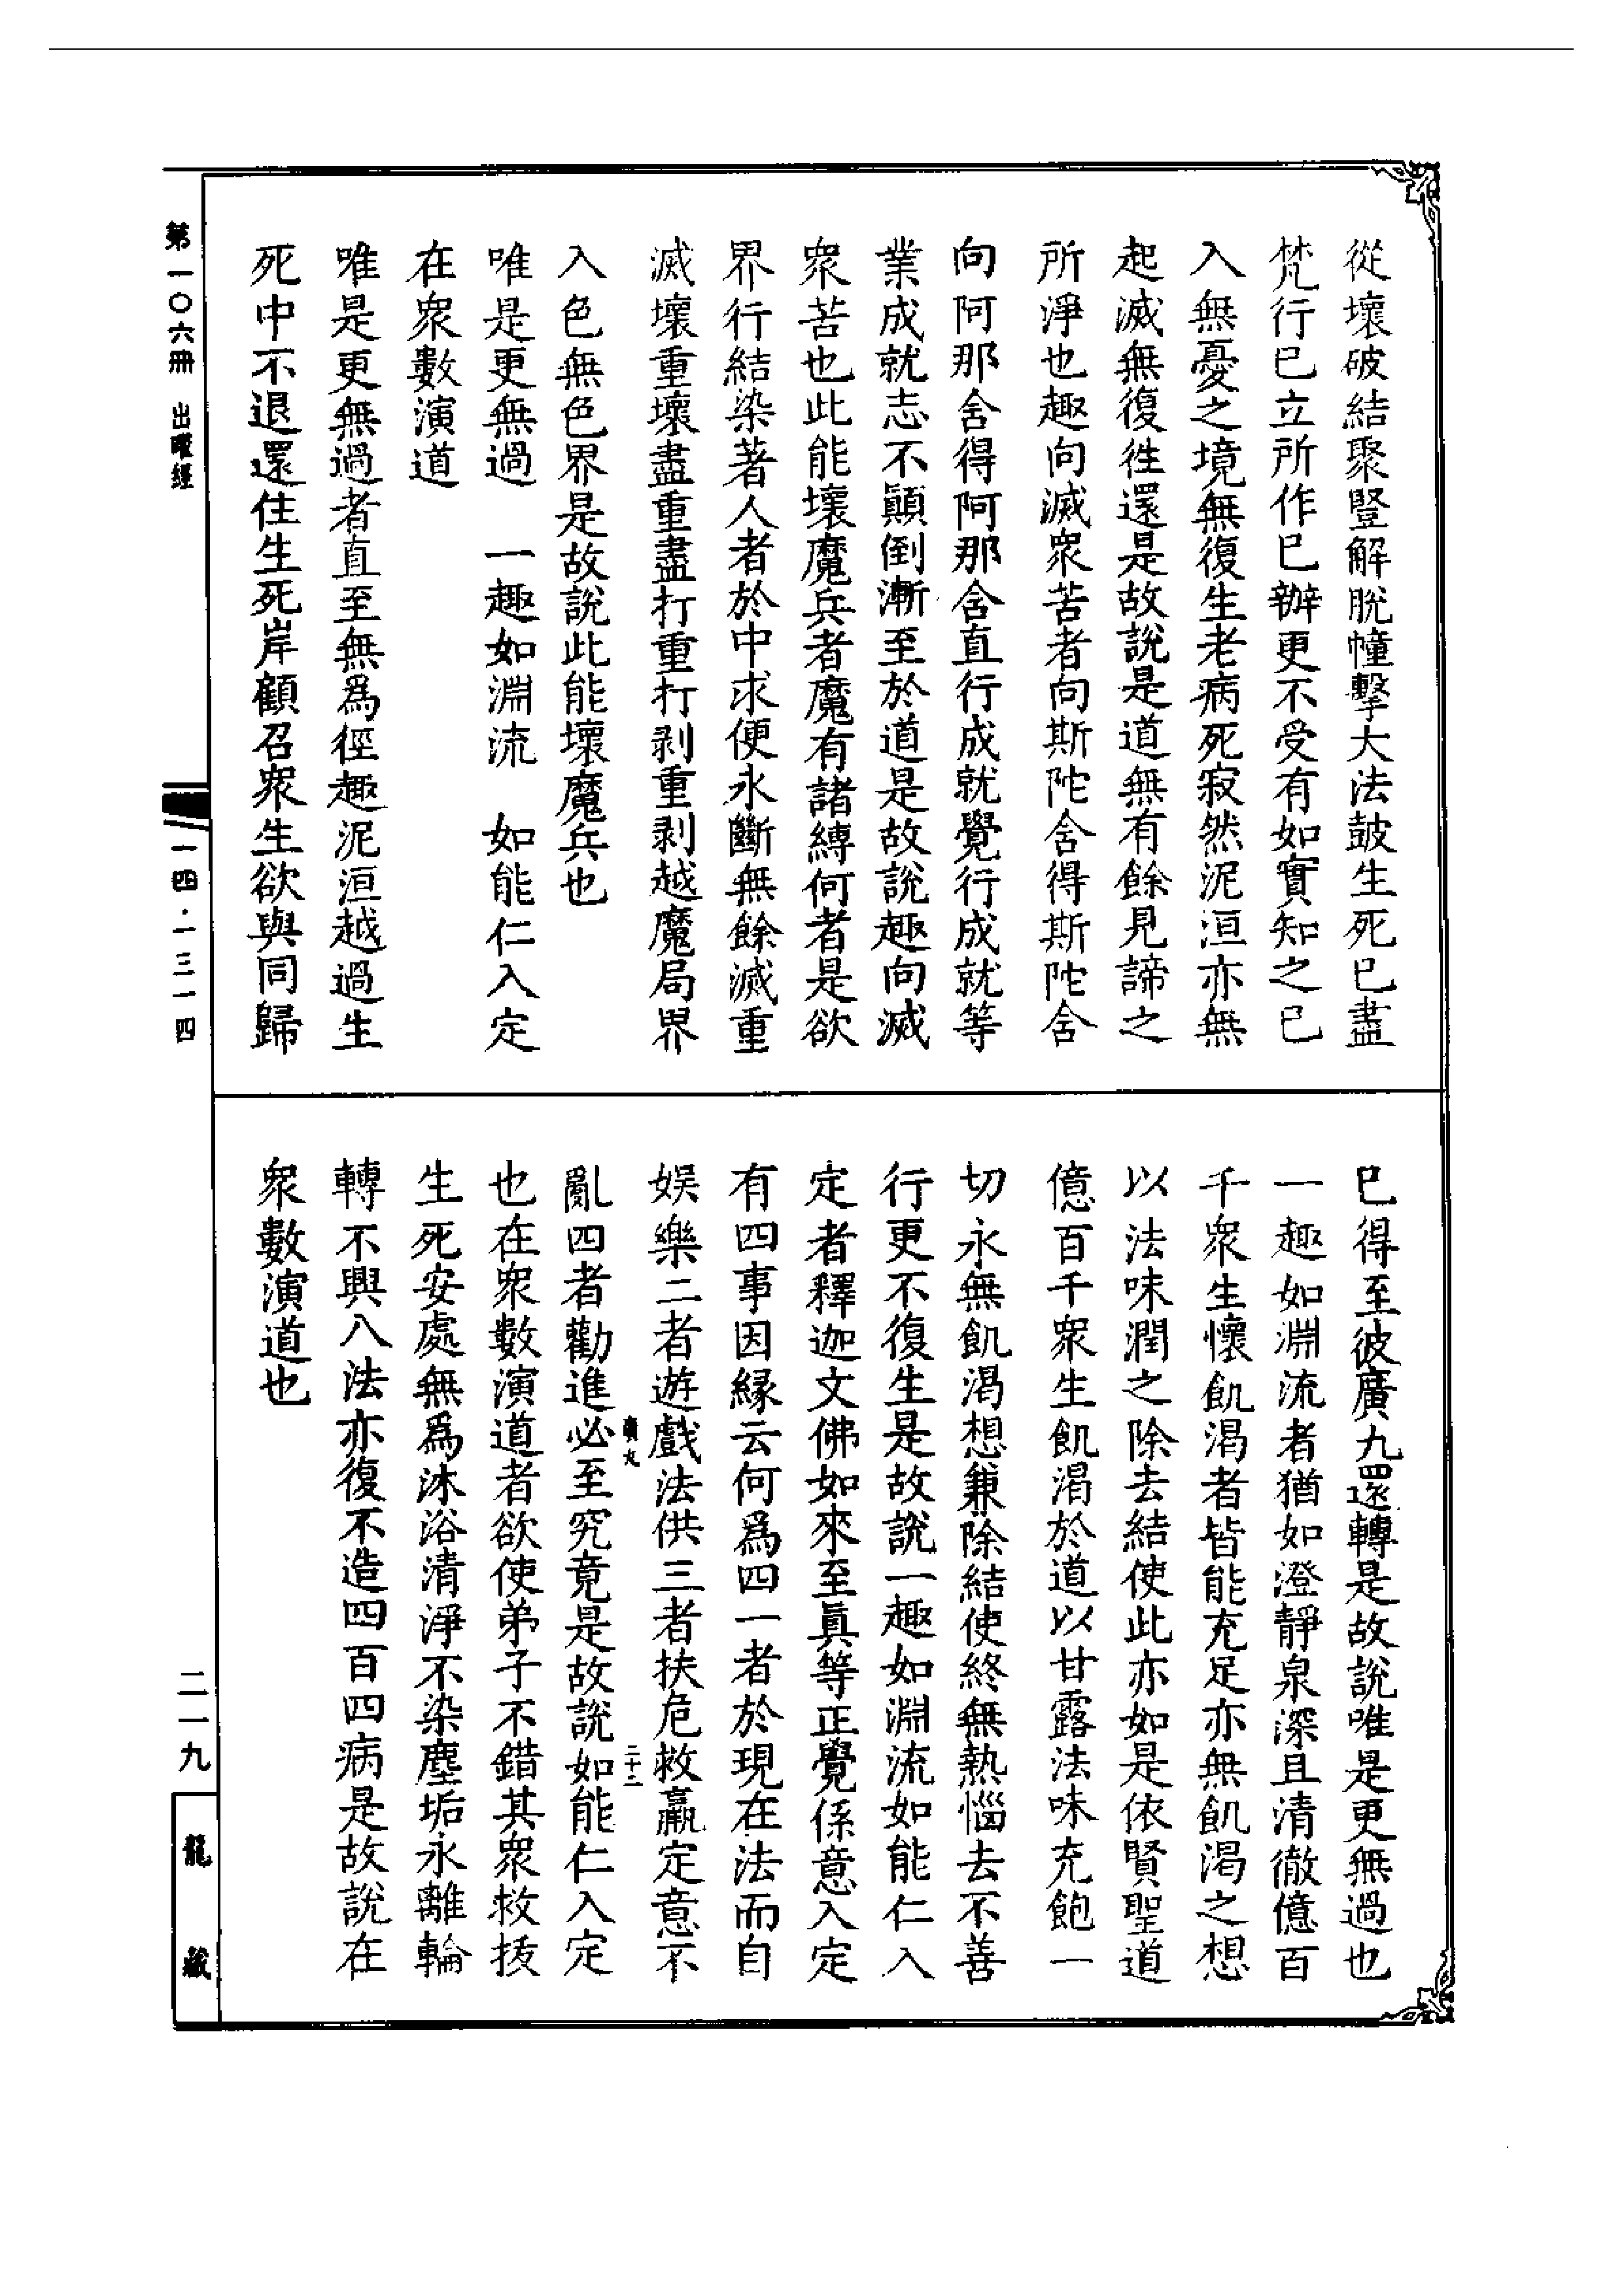 從壞破結聚豎解脫幢擊大法鼓生死已盡
梵行已立所作已辦更不受有如實知之已
入無憂之境無復生老病死寂然泥洹亦無
起滅無復徃還是故說是道無有餘見諦之
所淨也趣向滅衆苦者向斯陀舍得斯陀舍
向阿那舍得阿那舍直行成就覺行成就等
業成就志不顚倒漸至於道是故說趣向滅
衆苦也此能壞魔兵者魔有諸縛何者是欲
界行結染著人者於中求便永斷無餘滅重
滅壞重壞盡重盡打重打剥重剥越魔局界
入色無色界是故說此能壞魔兵也
唯是更無過　一趣如淵流　如能仁入定
在衆數演道
唯是更無過者直至無爲徑趣泥洹越過生
死中不退還住生死岸顧召衆生欲與同歸
已得至彼廣九還轉是故說唯是更無過也
一趣如淵流者猶如澄靜泉深且清徹億百
千衆生懷飢渴者皆能充足亦無飢渴之想
以法味潤之除去結使此亦如是依賢聖道
億百千衆生飢渴於道以甘露法味充飽一
切永無飢渴想兼除結使終無熱惱去不善
行更不復生是故說一趣如淵流如能仁入
定者釋迦文佛如來至眞等正覺係意入定
有四事因緣云何爲四一者於現在法而自
娛樂二者遊戲法供三者扶危救羸定意不
亂四者勸進必至究竟是故說如能仁入定
也在衆數演道者欲使弟子不錯其衆救拔
生死安處無爲沐浴清淨不染塵垢永離輪
轉不興入法亦復不造四百四病是故說在
衆數演道也
二十二
第一〇六冊　出曜經
一四·一三一四
二一九
龍藏